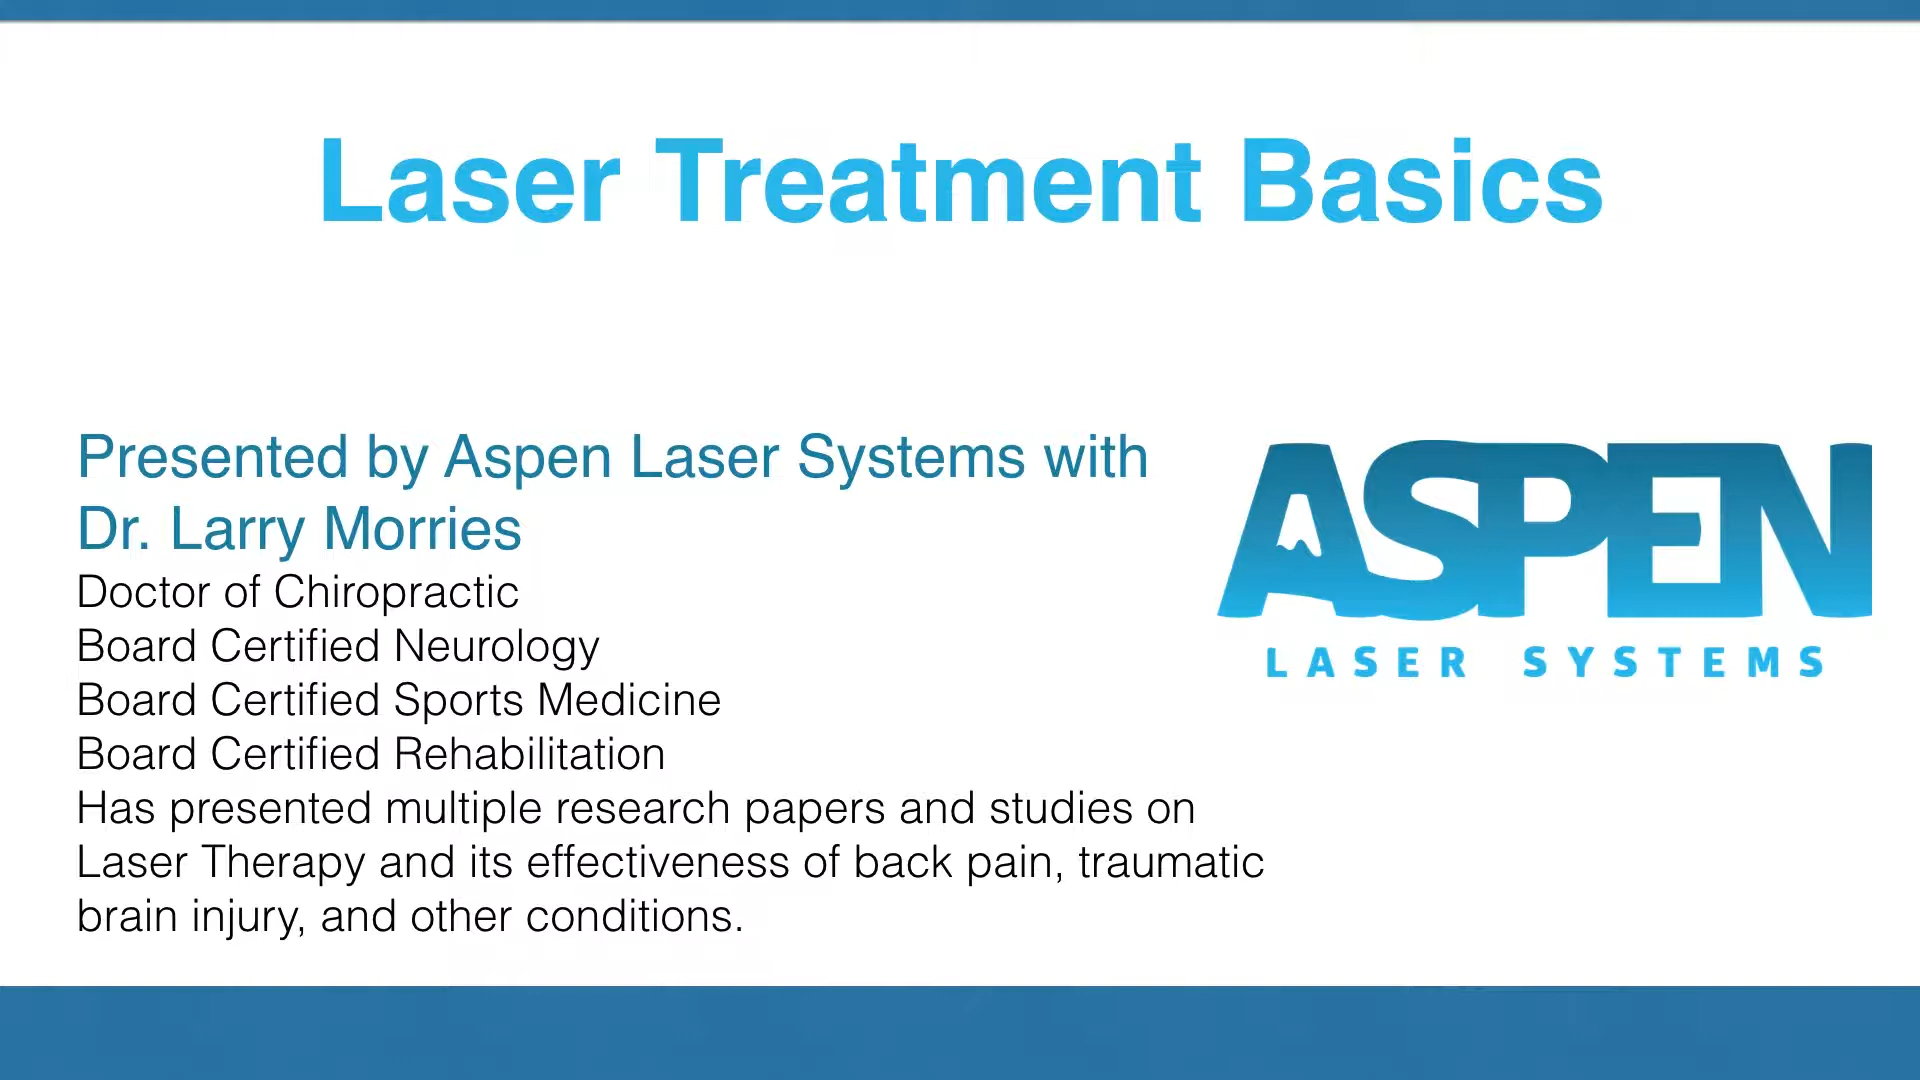 Laser Treatment Basics
Presented by Aspen Laser Systems with
Dr. Larry Morries
Doctor of Chiropractic
Board Certified Neurology
Board Certified Sports Medicine
Board Certified Rehabilitation
Has presented multiple research papers and studies on
Laser Therapy and its effectiveness of back pain, traumatic
brain injury, and other conditions.
ASPEN
LASER SYSTEMS